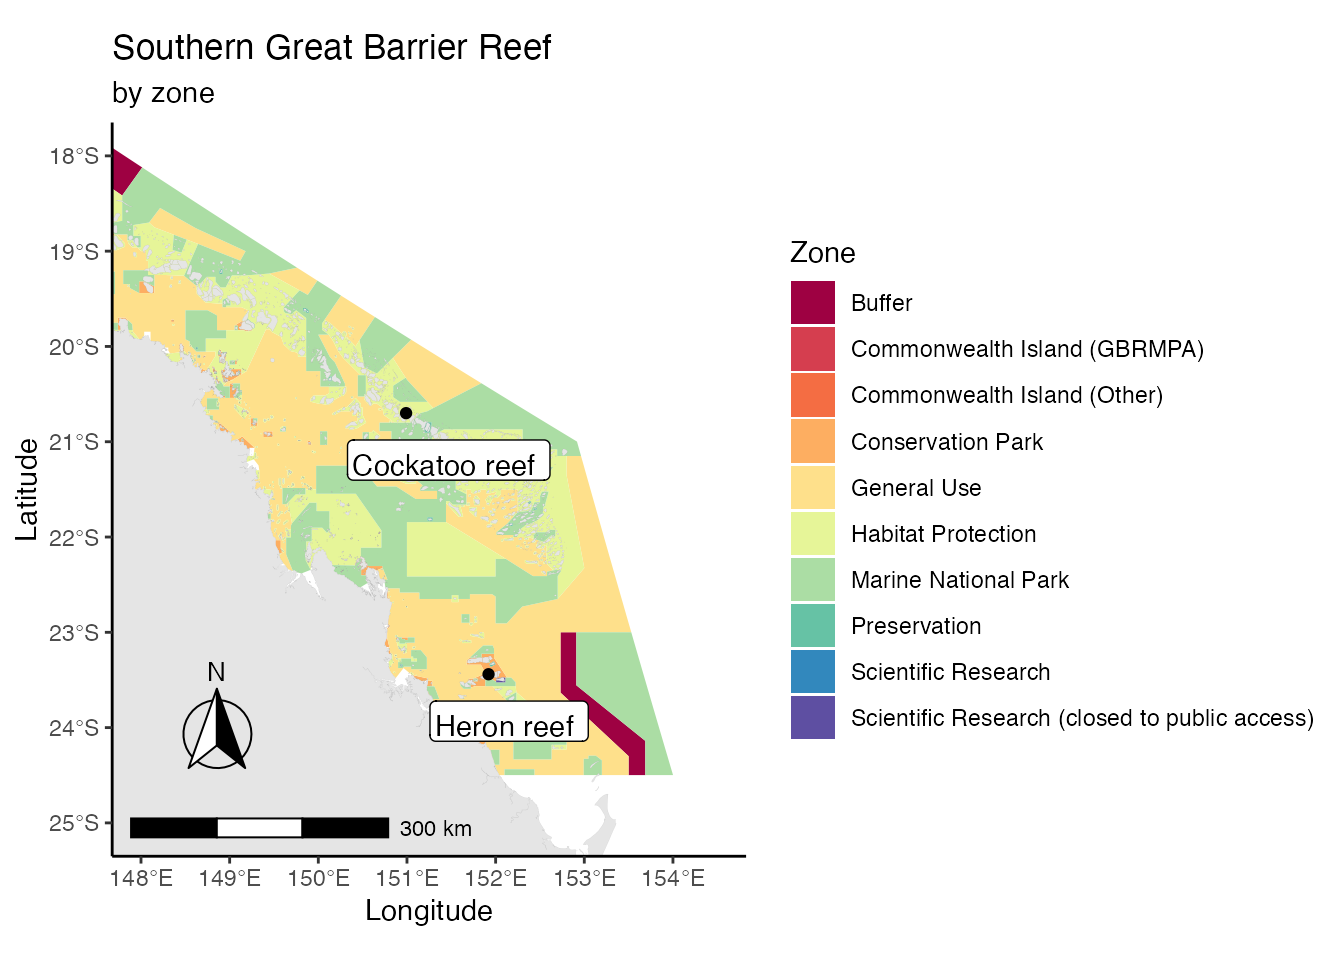 Southern Great Barrier Reef
by zone
18°S
19°S
20°S
21°S
22°S
23°S
24°S
25°S
Latitude
Cockatoo reef
Heron reef
N
300 km
148°E
149°E
150°E
151°E
152°E
153°E
154°E
Longitude
Zone
Buffer
Commonwealth Island (GBRMPA)
Commonwealth Island (Other)
Conservation Park
General Use
Habitat Protection
Marine National Park
Preservation
Scientific Research
Scientific Research (closed to public access)